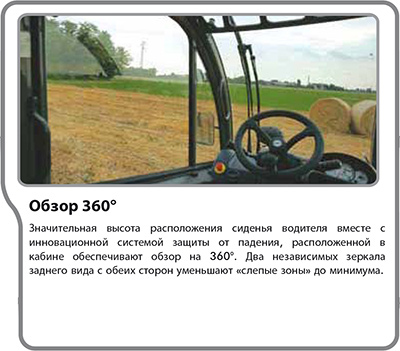 Обзор 360°
Значительная высота расположения сиденья водителя вместе с
инновационной системой защиты от падения, расположенной в
кабине обеспечивают обзор на 360°. Два независимых зеркала
заднего вида с обеих сторон уменьшают «слепые зоны» до минимума.